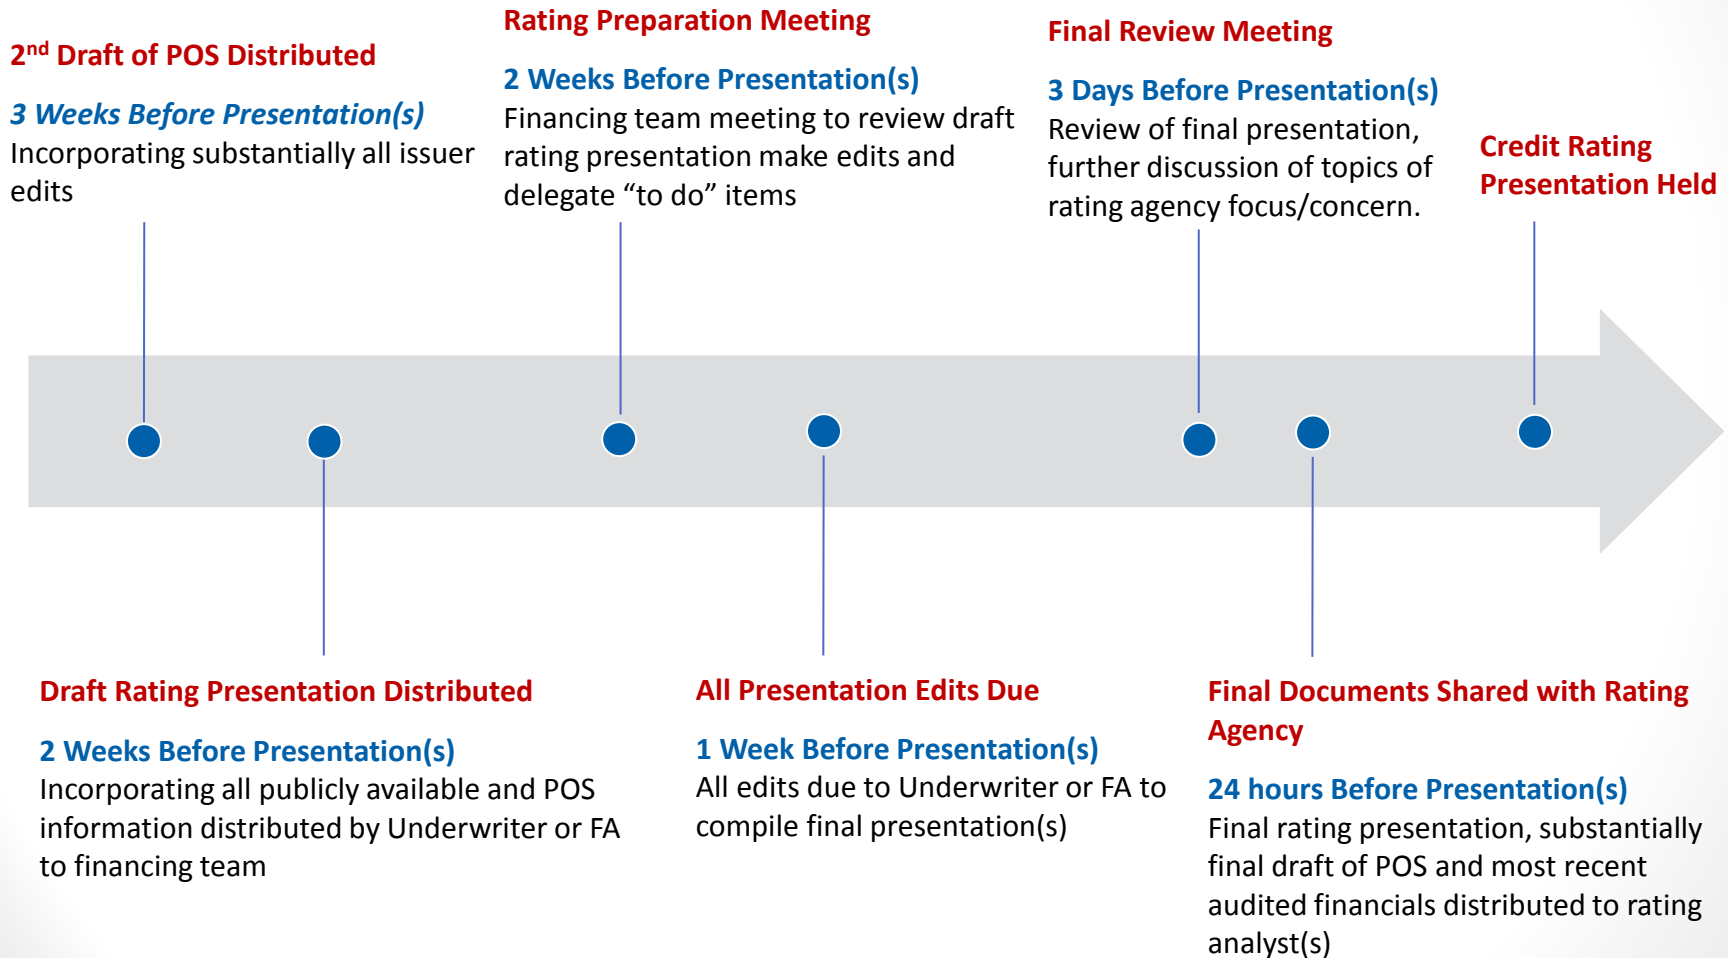 2nd Draft of POS Distributed
3 Weeks Before Presentation(s)
Incorporating substantially all issuer
edits
Rating Preparation Meeting
2 Weeks Before Presentation(s)
Financing team meeting to review draft
rating presentation make edits and
delegate “to do” items
Final Review Meeting
3 Days Before Presentation(s)
Review of final presentation,
further discussion of topics of
rating agency focus/concern.
Credit Rating
Presentation Held
Draft Rating Presentation Distributed
2 Weeks Before Presentation(s)
Incorporating all publicly available and POS
information distributed by Underwriter or FA
to financing team
All Presentation Edits Due
1 Week Before Presentation(s)
All edits due to Underwriter or FA to
compile final presentation(s)
Final Documents Shared with Rating
Agency
24 hours Before Presentation(s)
Final rating presentation, substantially
final draft of POS and most recent
audited financials distributed to rating
analyst(s)